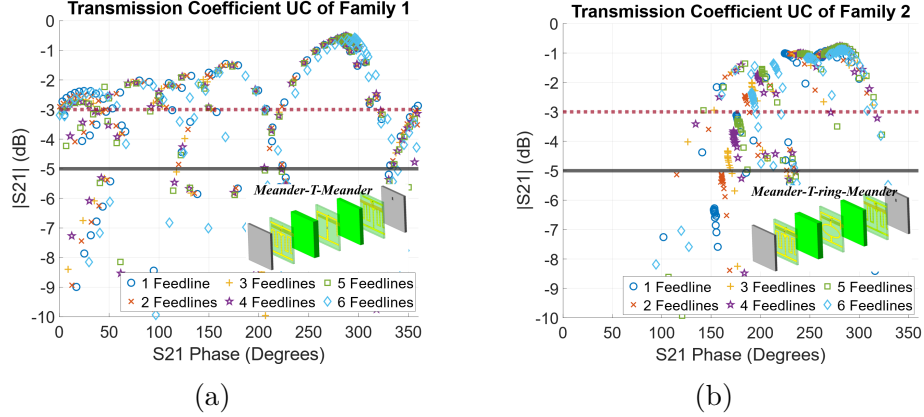 Transmission Coefficient UC of Family 1
0
-1
-2
-3
-4
-5
-6
-7
-8
-9
-10
|S21| (dB)
Meander-T-Meander
1 Feedline
3 Feedlines
5 Feedlines
2 Feedlines
4 Feedlines
6 Feedlines
0 50 100 150 200 250 300 350
S21 Phase (Degrees)
(a)
Transmission Coefficient UC of Family 2
0
-1
-2
-3
-4
-5
-6
-7
-8
-9
-10
|S21| (dB)
Meander-T-ring-Meander
1 Feedline
3 Feedlines
5 Feedlines
2 Feedlines
4 Feedlines
6 Feedlines
0 50 100 150 200 250 300 350
S21 Phase (Degrees)
(b)